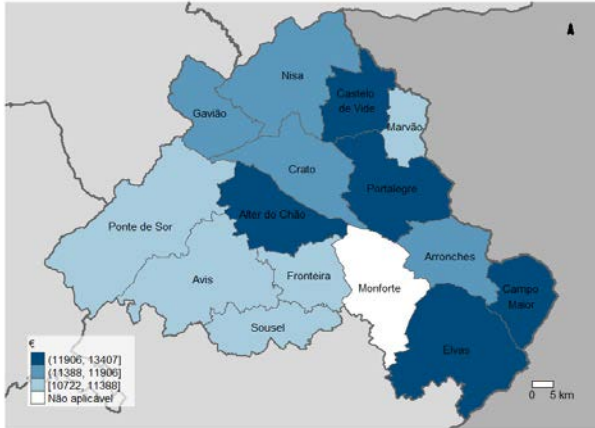 Nisa
Castelo
de Vide
Gavião
Marvão
Crato
Portalegre
Alter do Chão
Ponte de Sor
Arronches
Avis
Fronteira
Monforte
Campo
Maior
Sousel
Elvas
€
(11906, 13407]
(11388, 11906]
[10722, 11388]
Não aplicável
0 5 km